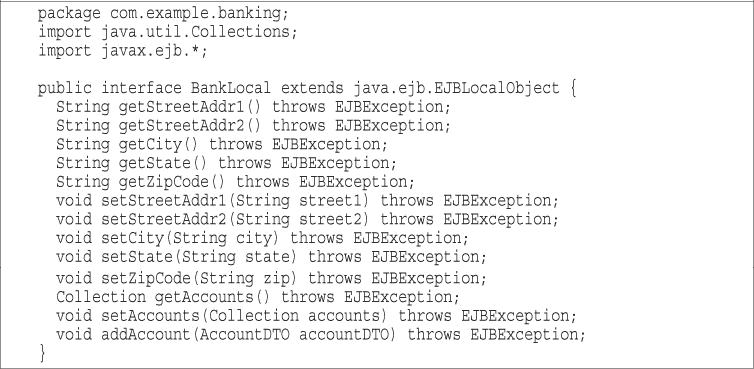 package com.example.banking;
import java.util.Collections;
import javax.ejb.*;

public interface BankLocal extends java.ejb.EJBLocalObject {
  String getStreetAddr1() throws EJBException;
  String getStreetAddr2() throws EJBException;
  String getCity() throws EJBException;
  String getState() throws EJBException;
  String getZipCode() throws EJBException;
  void setStreetAddr1(String street1) throws EJBException;
  void setStreetAddr2(String street2) throws EJBException;
  void setCity(String city) throws EJBException;
  void setState(String state) throws EJBException;
  void setZipCode(String zip) throws EJBException;
  Collection getAccounts() throws EJBException;
  void setAccounts(Collection accounts) throws EJBException;
  void addAccount(AccountDTO accountDTO) throws EJBException;
}